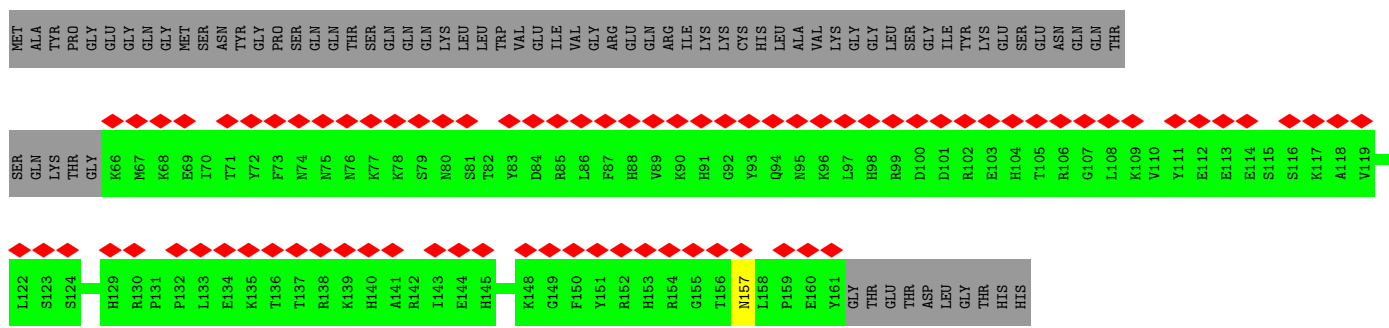 MET ALA TYR PRO GLY GLU GLY GLN GLY MET SER ASN TYR GLY PRO SER GLN GLN THR SER GLN GLN GLN LYS LEU LEU TRP VAL GLU ILE VAL GLY ARG GLU GLN ARG ILE LYS LYS CYS HIS LEU ALA VAL LYS GLY GLY LEU SER GLY ILE TYR LYS GLU SER GLU ASN GLN GLN THR
SER GLN LYS THR GLY K66 M67 K68 E69 I70 T71 Y72 F73 N74 N75 N76 K77 K78 S79 N80 S81 T82 Y83 D84 R85 L86 F87 H88 V89 K90 H91 G92 Y93 Q94 N95 K96 L97 H98 R99 D100 D101 R102 E103 H104 T105 R106 G107 L108 K109 V110 Y111 E112 E113 E114 S115 S116 K117 A118 V119
L122 S123 S124 H129 R130 P131 P132 L133 E134 K135 T136 T137 R138 K139 H140 A141 R142 I143 E144 H145 K148 G149 F150 Y151 R152 H153 R154 G155 T156 N157 L158 P159 E160 Y161 GLY THR GLU THR ASP LEU GLY THR HIS HIS